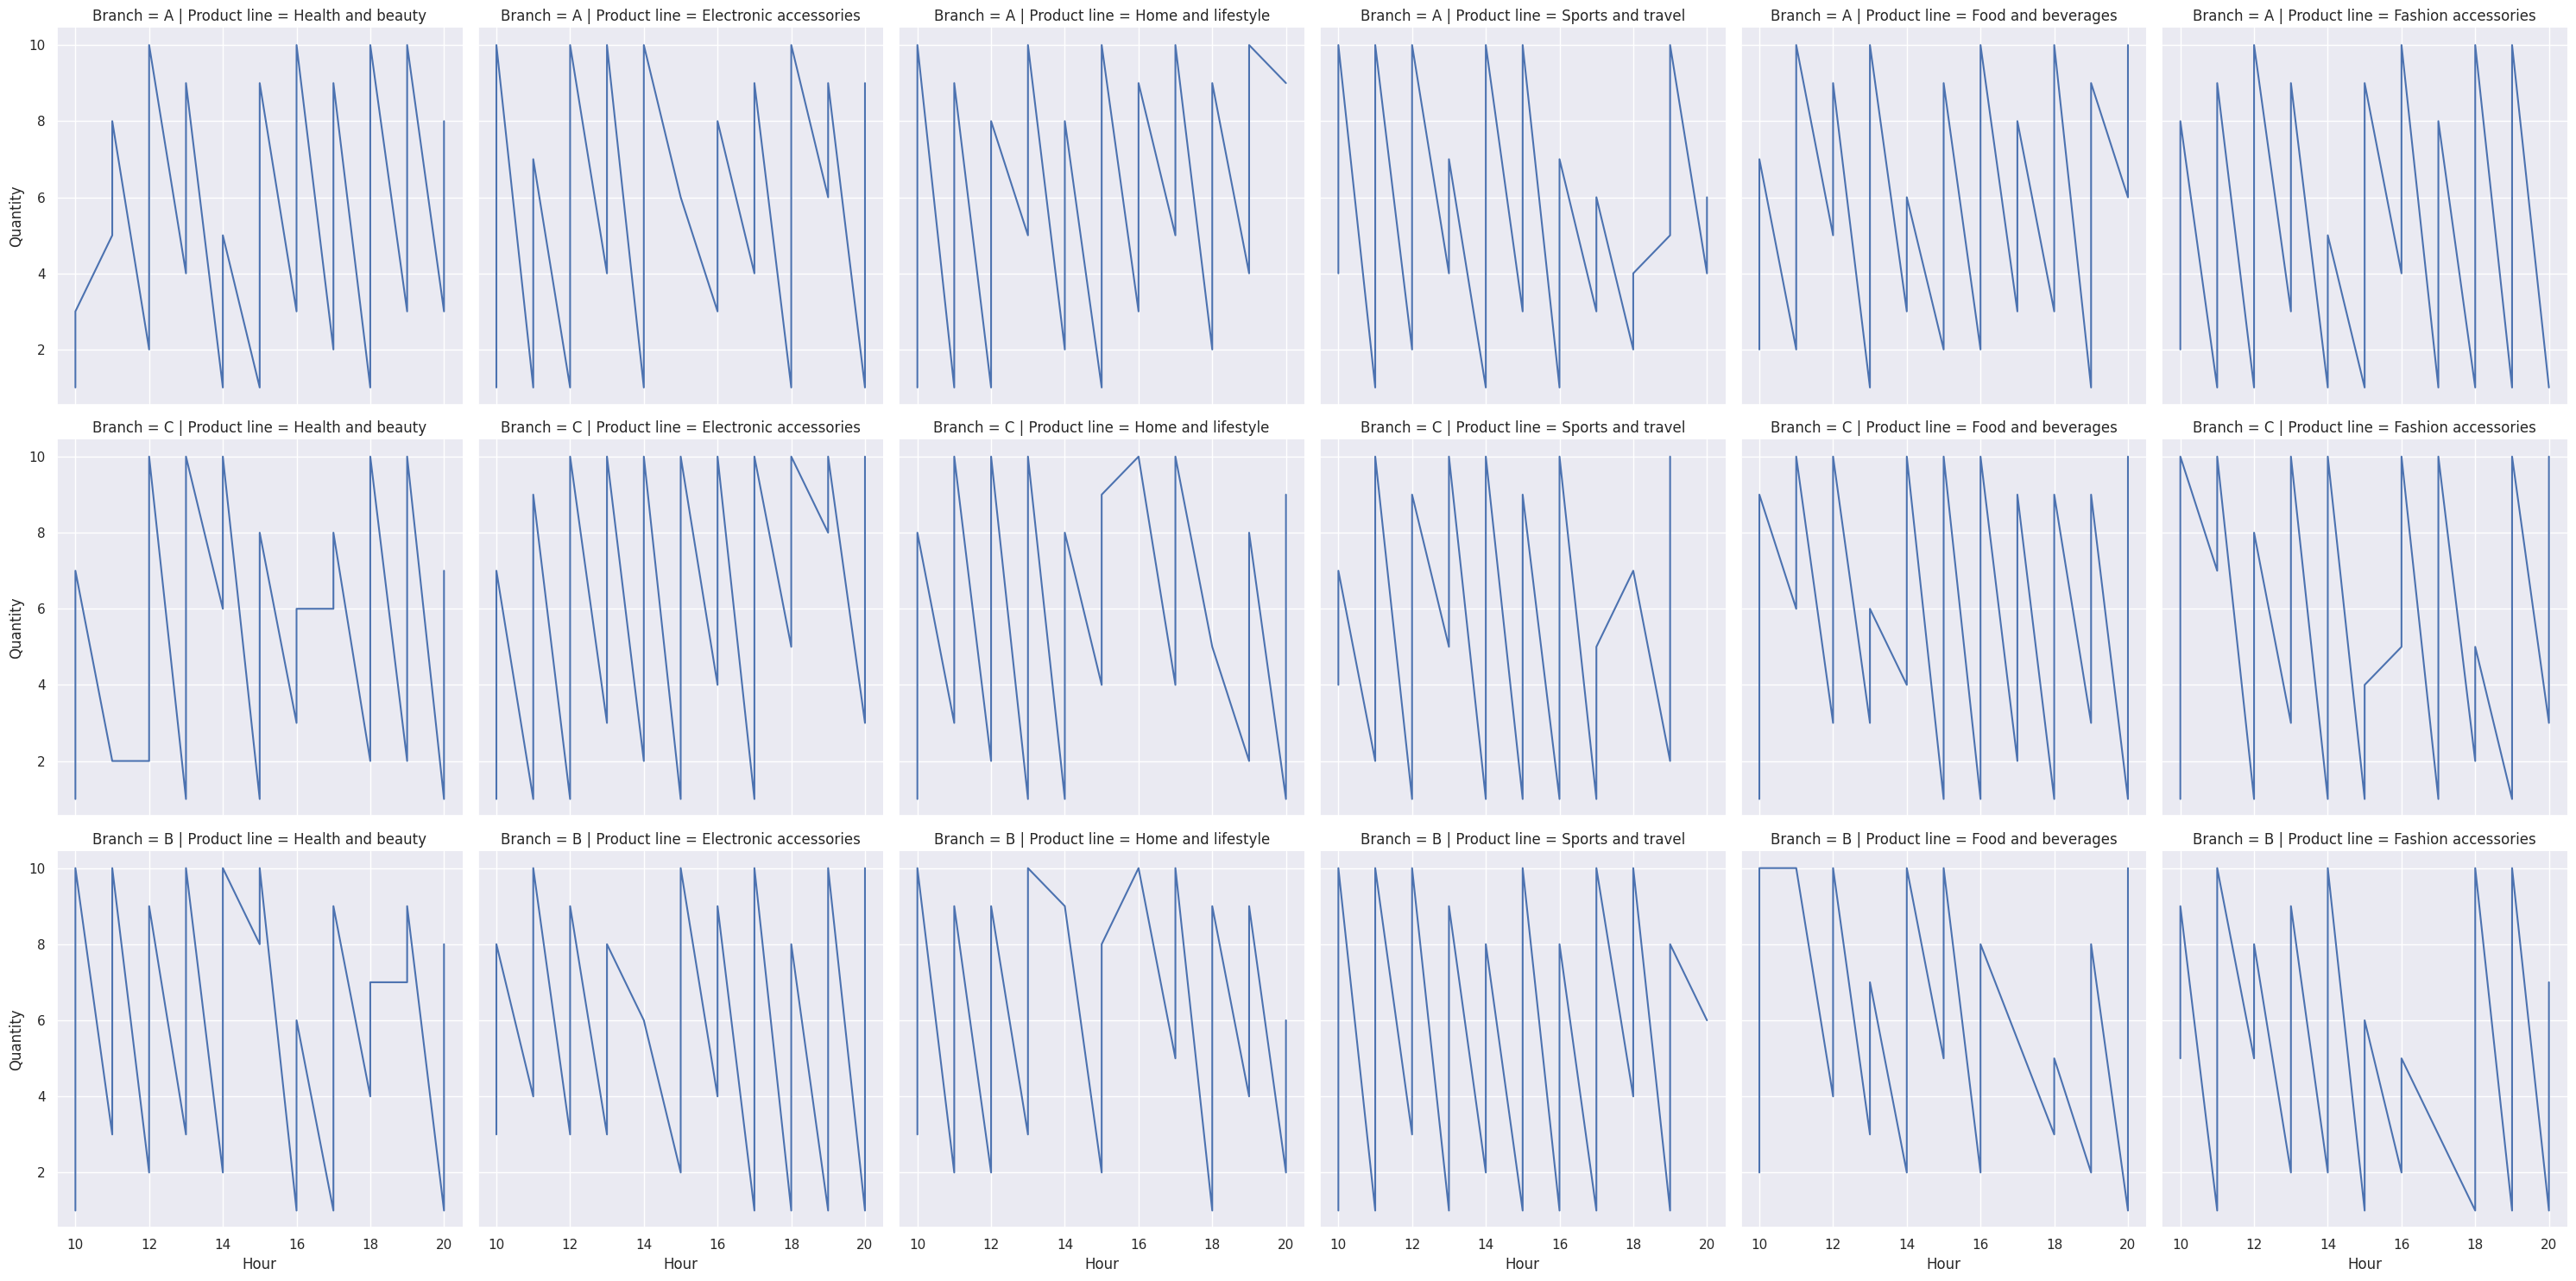 Branch = A | Product line = Health and beauty
Branch = A | Product line = Electronic accessories
Branch = A | Product line = Home and lifestyle
Branch = A | Product line = Sports and travel
Branch = A | Product line = Food and beverages
Branch = A | Product line = Fashion accessories
10
8
6
4
2
Quantity
Branch = C | Product line = Health and beauty
Branch = C | Product line = Electronic accessories
Branch = C | Product line = Home and lifestyle
Branch = C | Product line = Sports and travel
Branch = C | Product line = Food and beverages
Branch = C | Product line = Fashion accessories
10
8
6
4
2
Quantity
Branch = B | Product line = Health and beauty
Branch = B | Product line = Electronic accessories
Branch = B | Product line = Home and lifestyle
Branch = B | Product line = Sports and travel
Branch = B | Product line = Food and beverages
Branch = B | Product line = Fashion accessories
10
8
6
4
2
Quantity
10 12 14 16 18 20
10 12 14 16 18 20
10 12 14 16 18 20
10 12 14 16 18 20
10 12 14 16 18 20
10 12 14 16 18 20
Hour
Hour
Hour
Hour
Hour
Hour